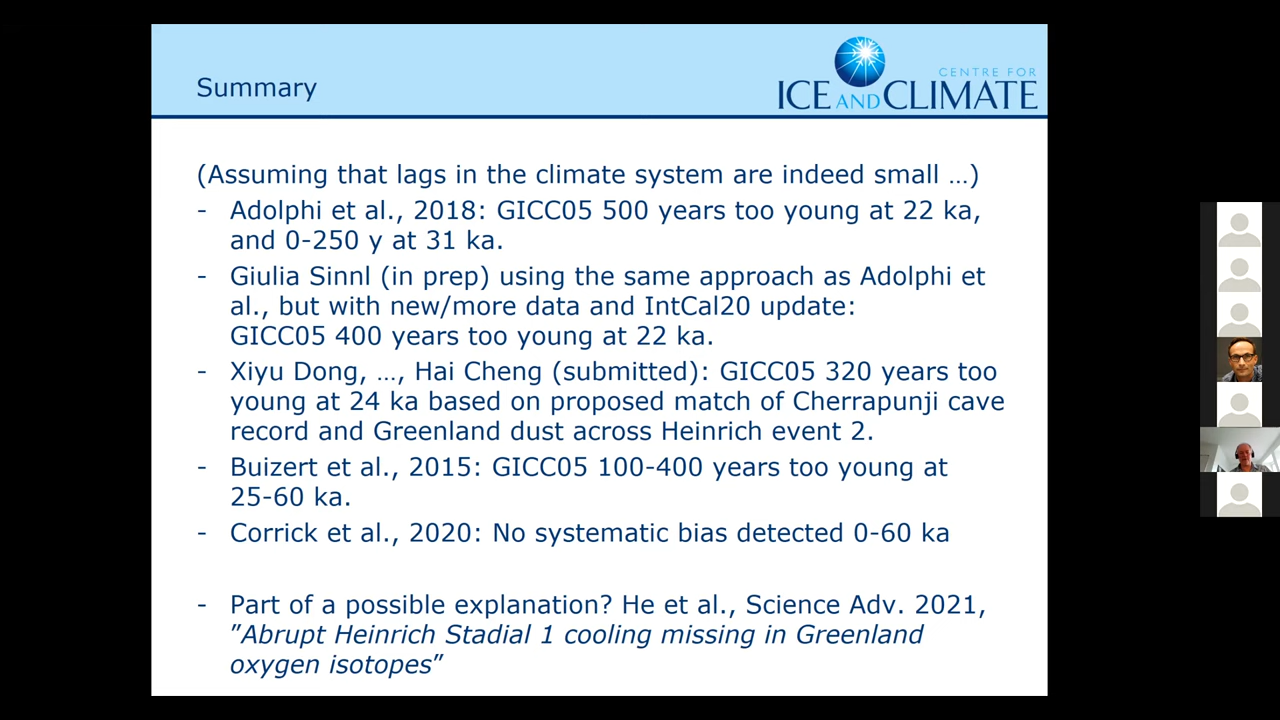 Summary
CENTRE FOR
ICE AND CLIMATE
(Assuming that lags in the climate system are indeed small …)
- Adolphi et al., 2018: GICC05 500 years too young at 22 ka,
and 0-250 y at 31 ka.
- Giulia Sinnl (in prep) using the same approach as Adolphi et
al., but with new/more data and IntCal20 update:
GICC05 400 years too young at 22 ka.
- Xiyu Dong, …, Hai Cheng (submitted): GICC05 320 years too
young at 24 ka based on proposed match of Cherrapunji cave
record and Greenland dust across Heinrich event 2.
- Buizert et al., 2015: GICC05 100-400 years too young at
25-60 ka.
- Corrick et al., 2020: No systematic bias detected 0-60 ka
- Part of a possible explanation? He et al., Science Adv. 2021,
”Abrupt Heinrich Stadial 1 cooling missing in Greenland
oxygen isotopes”